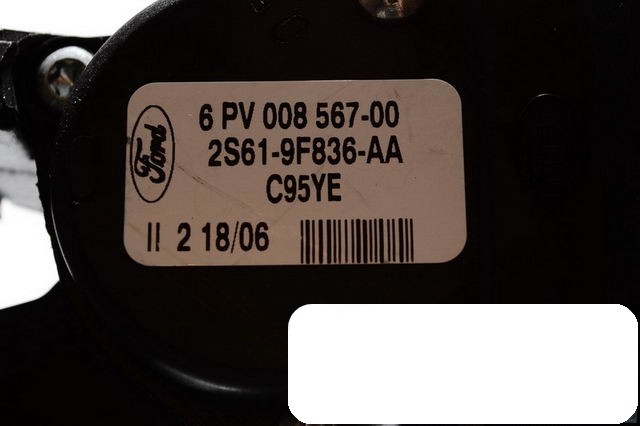 Ford
6 PV 008 567-00
2S61-9F836-AA
C95YE
II 2 18/06